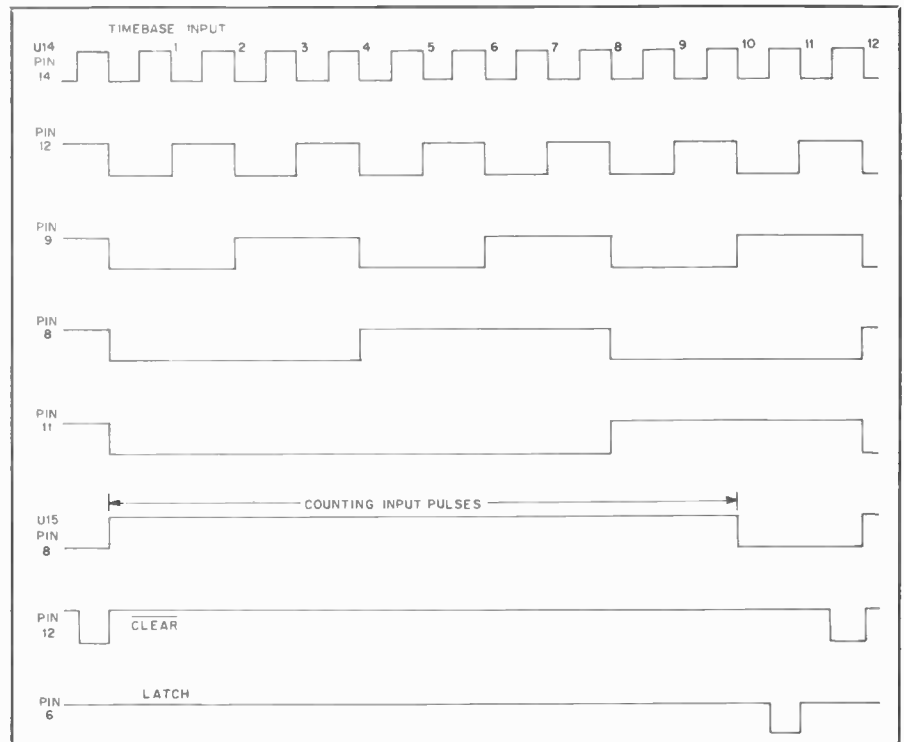 TIMEBASE INPUT
U14
PIN
14
1 2 3 4 5 6 7 8 9 10 11 12
PIN
12
PIN
9
PIN
8
PIN
11
COUNTING INPUT PULSES
U15
PIN
8
PIN
12
CLEAR
LATCH
PIN
6